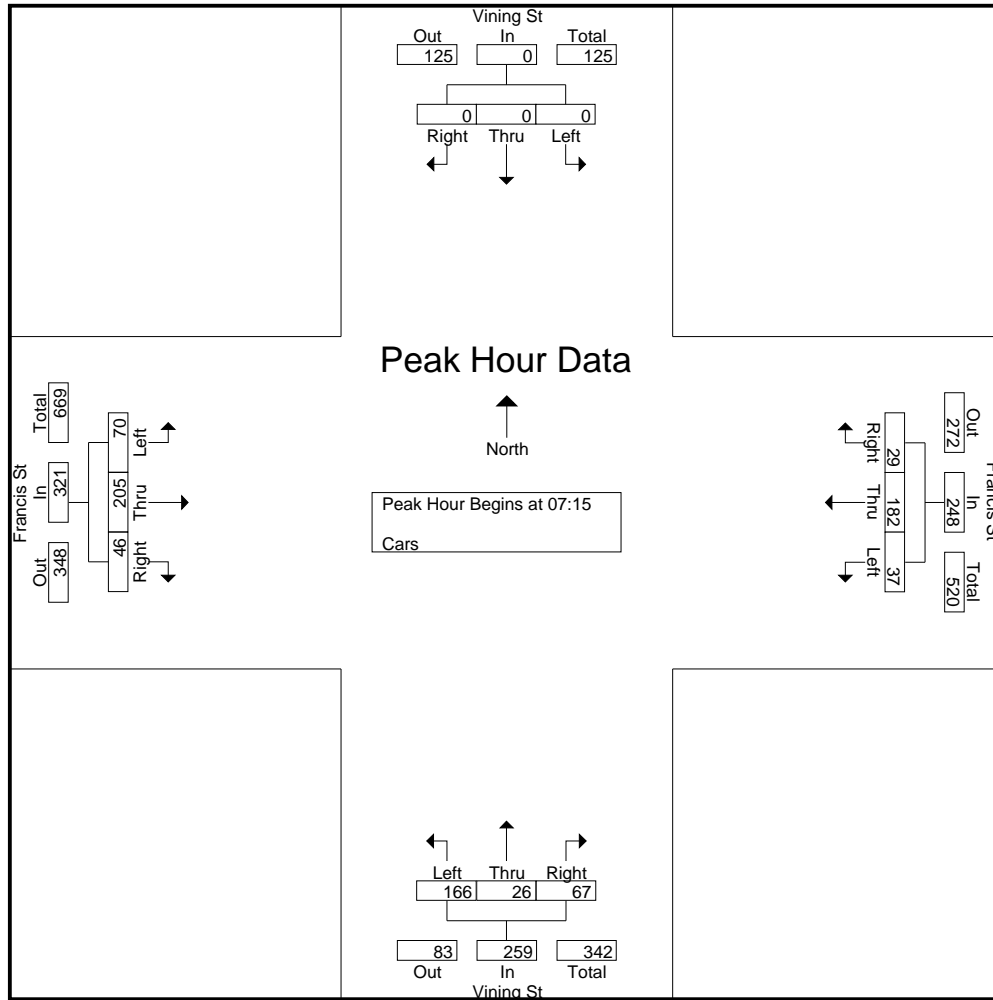 Vining St
Out In Total
125 0 125
0 0 0
Right Thru Left
Peak Hour Data
North
Peak Hour Begins at 07:15
Cars
Francis St
Total In Out
669 321 348
70 205 46
Left Thru Right
Right Thru Left
29 182 37
Out In Total
272 248 520
Francis St
Left Thru Right
166 26 67
83 259 342
Out In Total
Vining St